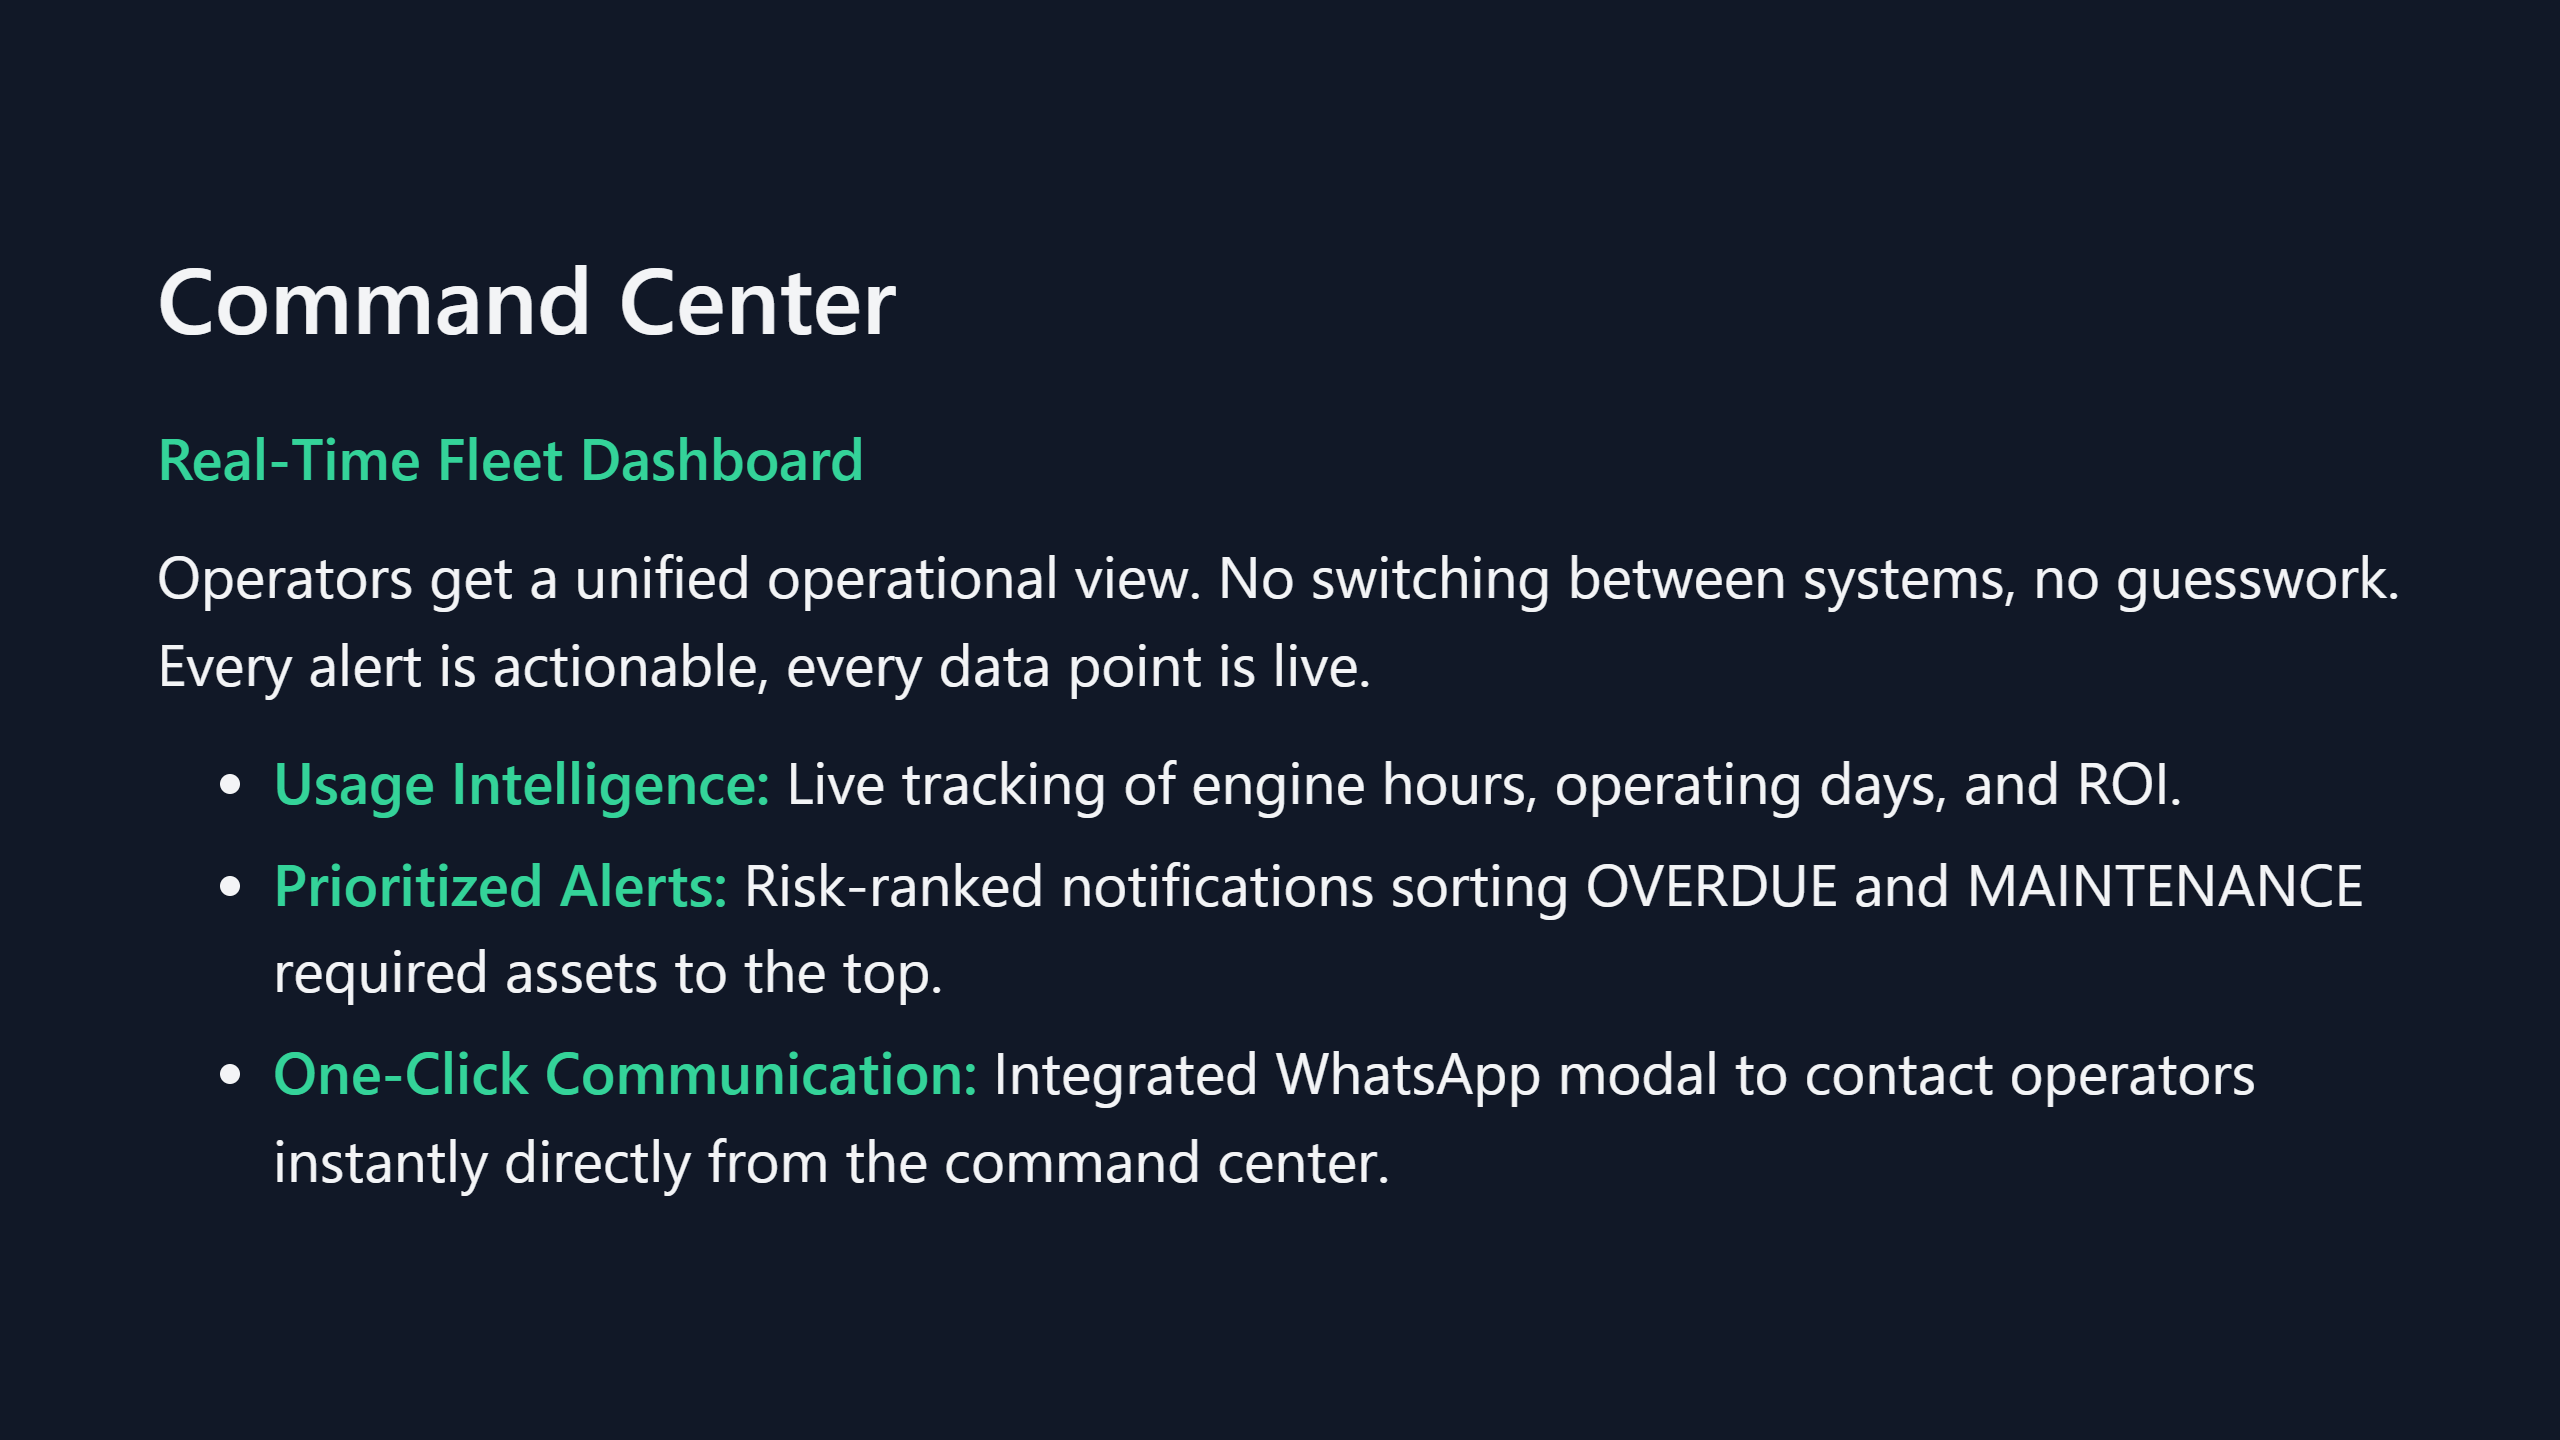 Command Center
Real-Time Fleet Dashboard
Operators get a unified operational view. No switching between systems, no guesswork.
Every alert is actionable, every data point is live.
• Usage Intelligence: Live tracking of engine hours, operating days, and ROI.
• Prioritized Alerts: Risk-ranked notifications sorting OVERDUE and MAINTENANCE
required assets to the top.
• One-Click Communication: Integrated WhatsApp modal to contact operators
instantly directly from the command center.